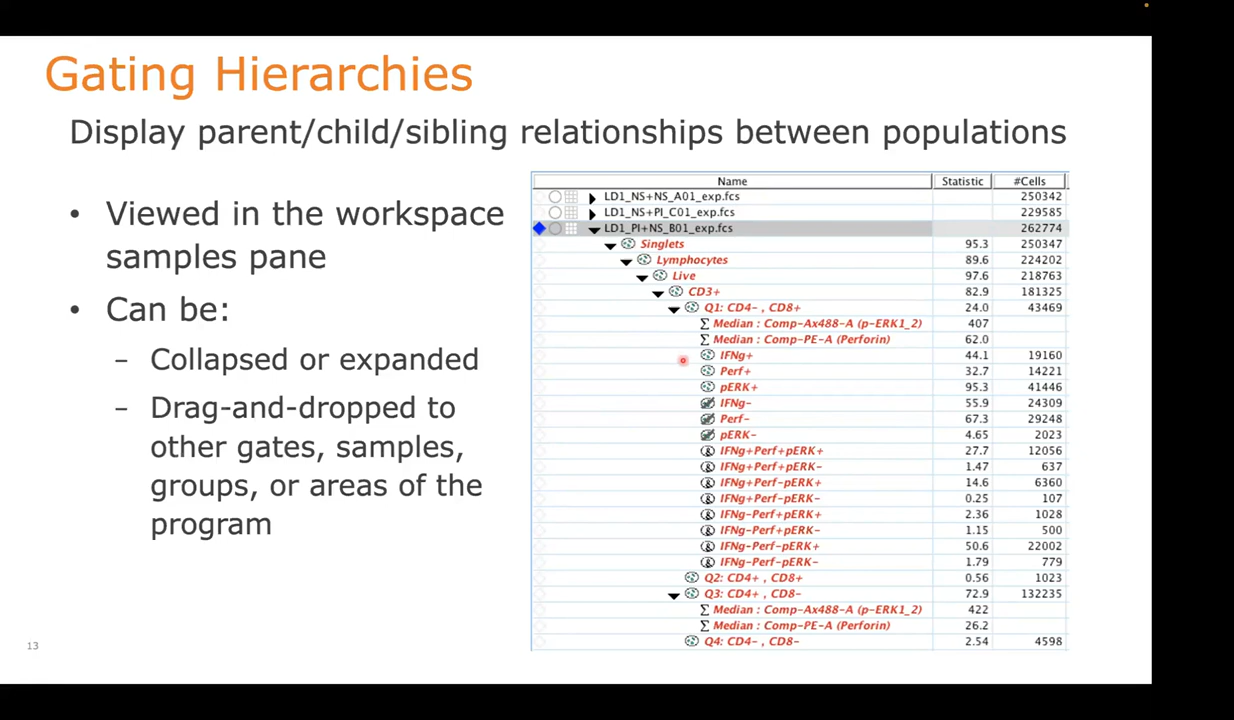 Gating Hierarchies
Display parent/child/sibling relationships between populations
• Viewed in the workspace
samples pane
• Can be:
– Collapsed or expanded
– Drag-and-dropped to
other gates, samples,
groups, or areas of the
program
Name Statistic #Cells
LD1_NS+NS_A01_exp.fcs 250342
LD1_NS+PI_C01_exp.fcs 229585
LD1_PI+NS_B01_exp.fcs 262774
Singlets 95.3 250347
Lymphocytes 89.6 224202
Live 97.6 218763
CD3+ 82.9 181325
Q1: CD4- , CD8+ 24.0 43469
Σ Median : Comp-Ax488-A (p-ERK1_2) 407
Σ Median : Comp-PE-A (Perforin) 62.0
IFNg+ 44.1 19160
Perf+ 32.7 14221
pERK+ 95.3 41446
IFNg- 55.9 24309
Perf- 67.3 29248
pERK- 4.65 2023
& IFNg+Perf+pERK+ 27.7 12056
& IFNg+Perf+pERK- 1.47 637
& IFNg+Perf-pERK+ 14.6 6360
& IFNg+Perf-pERK- 0.25 107
& IFNg-Perf+pERK+ 2.36 1028
& IFNg-Perf+pERK- 1.15 500
& IFNg-Perf-pERK+ 50.6 22002
& IFNg-Perf-pERK- 1.79 779
Q2: CD4+ , CD8+ 0.56 1023
Q3: CD4+ , CD8- 72.9 132235
Σ Median : Comp-Ax488-A (p-ERK1_2) 422
Σ Median : Comp-PE-A (Perforin) 26.2
Q4: CD4- , CD8- 2.54 4598
13